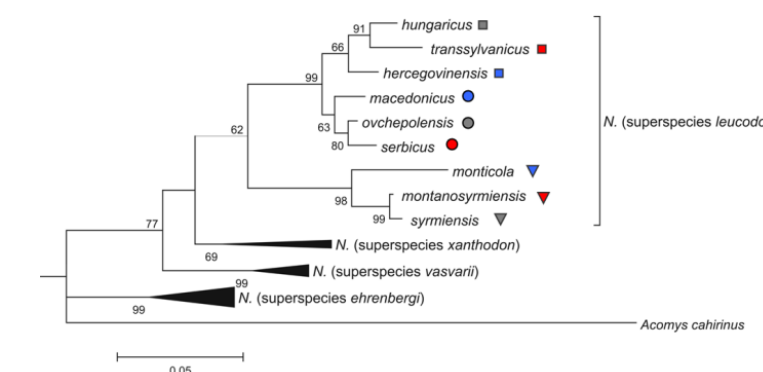 91
hungaricus
66
transsylvanicus
99
hercegovinensis
macedonicus
62
63
ovchepolensis
N. (superspecies leucodo
80
serbicus
monticola
98
montanosyrmiensis
99
syrmiensis
77
N. (superspecies xanthodon)
69
N. (superspecies vasvarii)
99
N. (superspecies ehrenbergi)
99
Acomys cahirinus
0.05